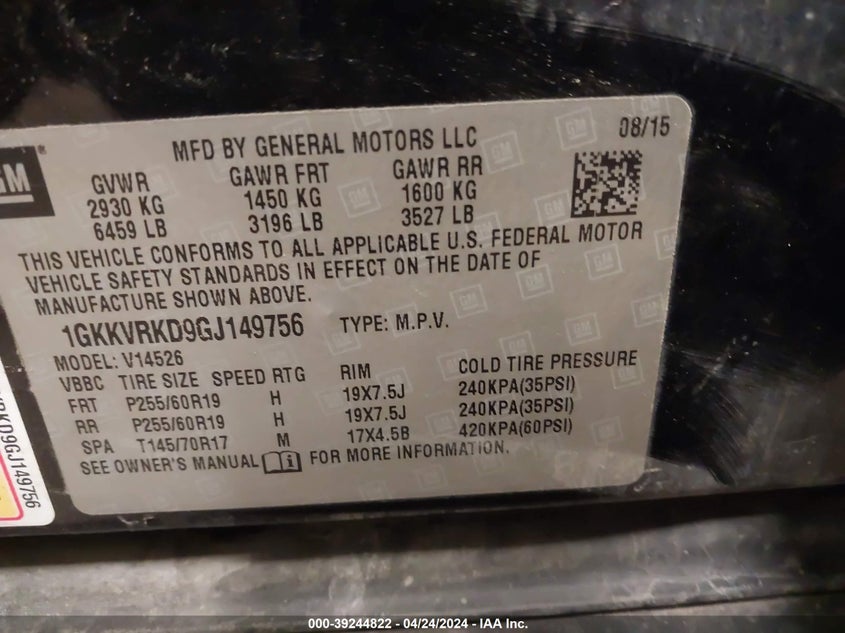 GM
MFD BY GENERAL MOTORS LLC 08/15
GVWR GAWR FRT GAWR RR
2930 KG 1450 KG 1600 KG
6459 LB 3196 LB 3527 LB
THIS VEHICLE CONFORMS TO ALL APPLICABLE U.S. FEDERAL MOTOR
VEHICLE SAFETY STANDARDS IN EFFECT ON THE DATE OF
MANUFACTURE SHOWN ABOVE.
1GKKVRKD9GJ149756 TYPE: M.P.V.
MODEL: V14526
VBBC TIRE SIZE SPEED RTG RIM COLD TIRE PRESSURE
FRT P255/60R19 H 19X7.5J 240KPA(35PSI)
RR P255/60R19 H 19X7.5J 240KPA(35PSI)
SPA T145/70R17 M 17X4.5B 420KPA(60PSI)
SEE OWNER'S MANUAL FOR MORE INFORMATION.
RKD9GJ149756
000-39244822 / 04/24/2024 - IAA Inc.